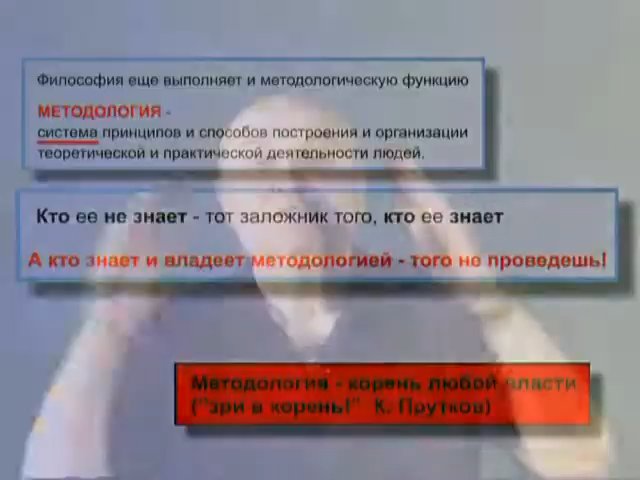 Философия еще выполняет и методологическую функцию
МЕТОДОЛОГИЯ -
система принципов и способов построения и организации
теоретической и практической деятельности людей.
Кто ее не знает - тот заложник того, кто ее знает
А кто знает и владеет методологией - того не проведешь!
Методология - корень любой власти
("зри в корень!" К. Прутков)